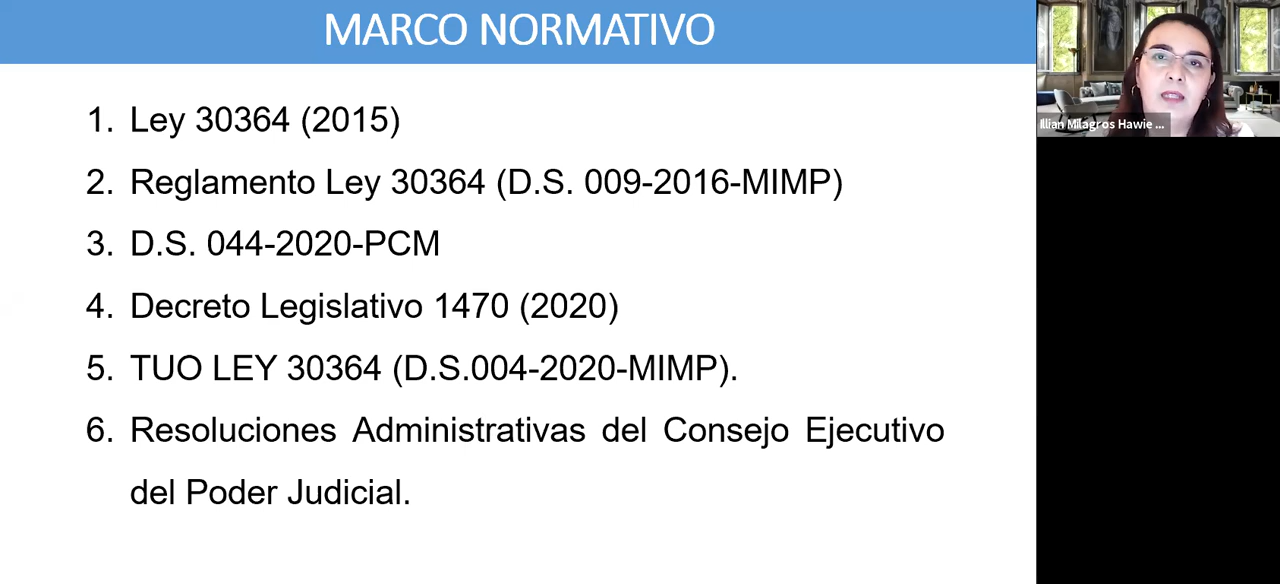 MARCO NORMATIVO
1. Ley 30364 (2015)
2. Reglamento Ley 30364 (D.S. 009-2016-MIMP)
3. D.S. 044-2020-PCM
4. Decreto Legislativo 1470 (2020)
5. TUO LEY 30364 (D.S.004-2020-MIMP).
6. Resoluciones Administrativas del Consejo Ejecutivo
del Poder Judicial.
illian Milagros Hawie ...